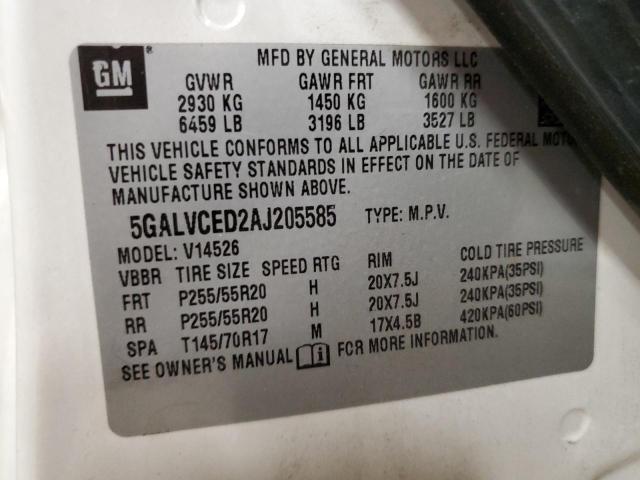 GM
MFD BY GENERAL MOTORS LLC
GVWR GAWR FRT GAWR RR
2930 KG 1450 KG 1600 KG
6459 LB 3196 LB 3527 LB
THIS VEHICLE CONFORMS TO ALL APPLICABLE U.S. FEDERAL MOTO
VEHICLE SAFETY STANDARDS IN EFFECT ON THE DATE OF
MANUFACTURE SHOWN ABOVE.
5GALVCED2AJ205585 TYPE: M.P.V.
MODEL: V14526
VBBR TIRE SIZE SPEED RTG RIM COLD TIRE PRESSURE
FRT P255/55R20 H 20X7.5J 240KPA(35PSI)
RR P255/55R20 H 20X7.5J 240KPA(35PSI)
SPA T145/70R17 M 17X4.5B 420KPA(60PSI)
SEE OWNER'S MANUAL FOR MORE INFORMATION.